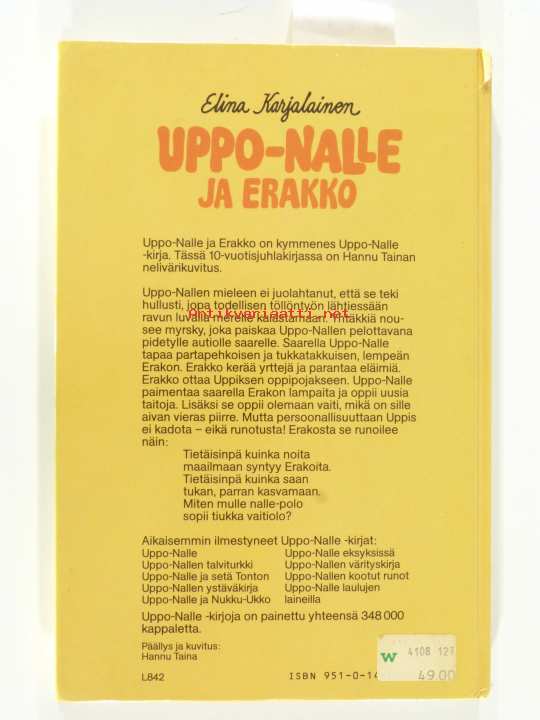 Elina Karjalainen
UPPO-NALLE
JA ERAKKO
Uppo-Nalle ja Erakko on kymmenes Uppo-Nalle
-kirja. Tässä 10-vuotisjuhlakirjassa on Hannu Tainan
nelivärikuvitus.
Uppo-Nallen mieleen ei juolahtanut, että se teki
hullusti, jopa todellisen töllöntyön lähtiessään
Antikvariaatti.net
ravun luvalla merelle kalastamaan. Yhtäkkiä nou-
see myrsky, joka paiskaa Uppo-Nallen pelottavana
pidetylle autiolle saarelle. Saarella Uppo-Nalle
tapaa partapehkoisen ja tukkatakkuisen, lempeän
Erakon. Erakko kerää yrttejä ja parantaa eläimiä.
Erakko ottaa Uppiksen oppipojakseen. Uppo-Nalle
paimentaa saarella Erakon lampaita ja oppii uusia
taitoja. Lisäksi se oppii olemaan vaiti, mikä on sille
aivan vieras piirre. Mutta persoonallisuuttaan Uppis
ei kadota – eikä runotusta! Erakosta se runoilee
näin:
Tietäisinpä kuinka noita
maailmaan syntyy Erakoita.
Tietäisinpä kuinka saan
tukan, parran kasvamaan.
Miten mulle nalle-polo
sopii tiukka vaitiolo?
Aikaisemmin ilmestyneet Uppo-Nalle -kirjat:
Uppo-Nalle
Uppo-Nallen talviturkki
Uppo-Nalle ja setä Tonton
Uppo-Nallen ystäväkirja
Uppo-Nalle ja Nukku-Ukko
Uppo-Nalle eksyksissä
Uppo-Nallen värityskirja
Uppo-Nallen kootut runot
Uppo-Nalle laulujen
laineilla
Uppo-Nalle -kirjoja on painettu yhteensä 348 000
kappaletta.
Päällys ja kuvitus:
Hannu Taina
L842
ISBN 951-0-14
W 4108 127
49.00